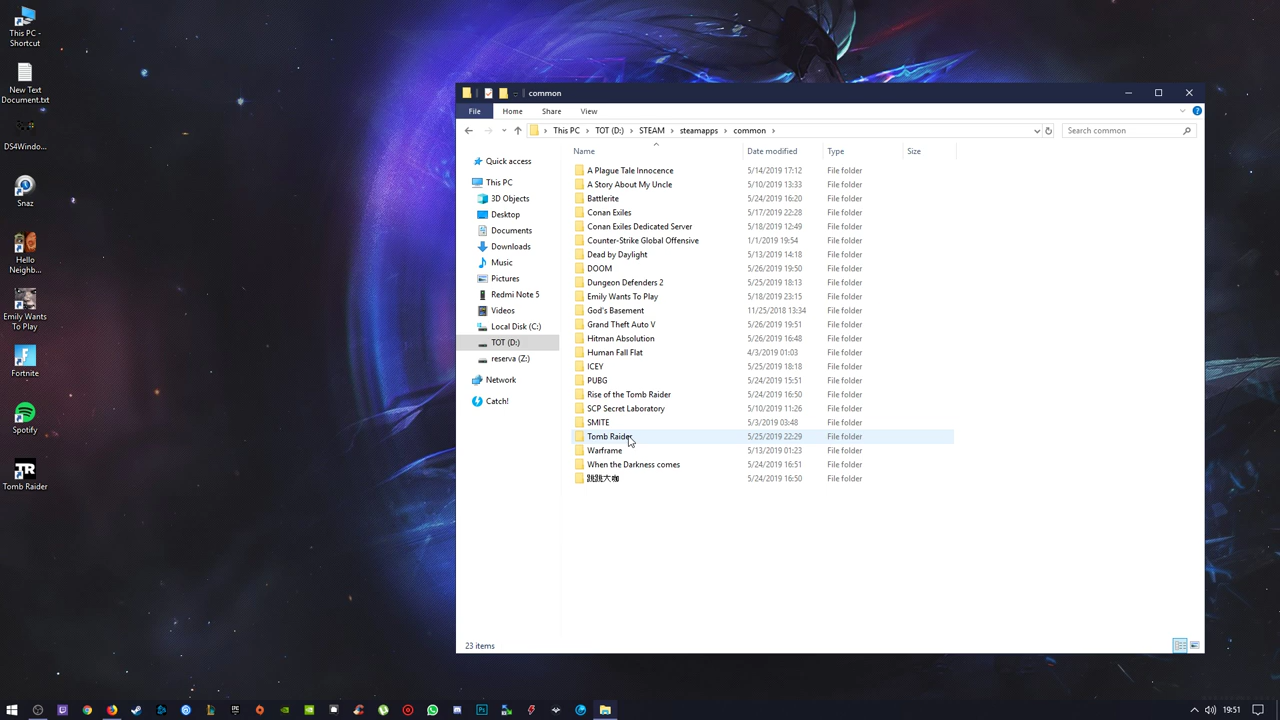 This PC -
Shortcut
New Text
Document.txt
Snaz
Hello
Neighb...
Emily Wants
To Play
Fortnite
Spotify
TR
Tomb Raider
common
File Home Share View
This PC > TOT (D:) > STEAM > steamapps > common >
Search common
Name Date modified Type Size
Quick access
This PC
3D Objects
Desktop
Documents
Downloads
Music
Pictures
Redmi Note 5
Videos
Local Disk (C:)
TOT (D:)
reserva (Z:)
Network
Catch!
A Plague Tale Innocence 5/14/2019 17:12 File folder
A Story About My Uncle 5/10/2019 13:33 File folder
Battlerite 5/24/2019 16:20 File folder
Conan Exiles 5/17/2019 22:28 File folder
Conan Exiles Dedicated Server 5/18/2019 12:49 File folder
Counter-Strike Global Offensive 1/1/2019 19:54 File folder
Dead by Daylight 5/13/2019 14:18 File folder
DOOM 5/26/2019 19:50 File folder
Dungeon Defenders 2 5/25/2019 18:13 File folder
Emily Wants To Play 5/18/2019 23:15 File folder
God's Basement 11/25/2018 13:34 File folder
Grand Theft Auto V 5/26/2019 19:51 File folder
Hitman Absolution 5/26/2019 16:48 File folder
Human Fall Flat 4/3/2019 01:03 File folder
ICEY 5/25/2019 18:18 File folder
PUBG 5/24/2019 15:51 File folder
Rise of the Tomb Raider 5/24/2019 16:50 File folder
SCP Secret Laboratory 5/10/2019 11:26 File folder
SMITE 5/3/2019 03:48 File folder
Tomb Raider 5/25/2019 22:29 File folder
Warframe 5/13/2019 01:23 File folder
When the Darkness comes 5/24/2019 16:51 File folder
跳跳大咖 5/24/2019 16:50 File folder
23 items
19:51